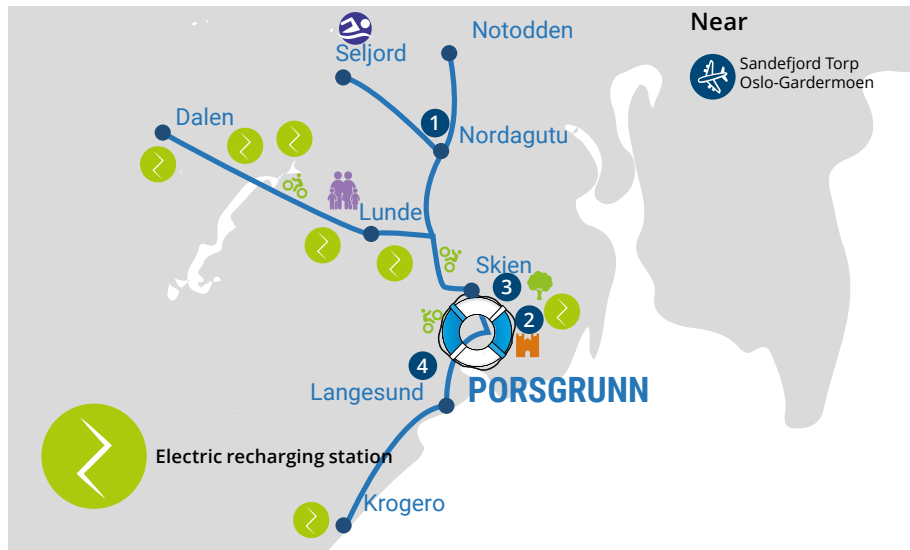 Near
Sandefjord Torp
Oslo-Gardermoen
Notodden
Seljord
Dalen
1
Nordagutu
Lunde
Skien
3
2
4
Langesund
PORSGRUNN
Electric recharging station
Krogero